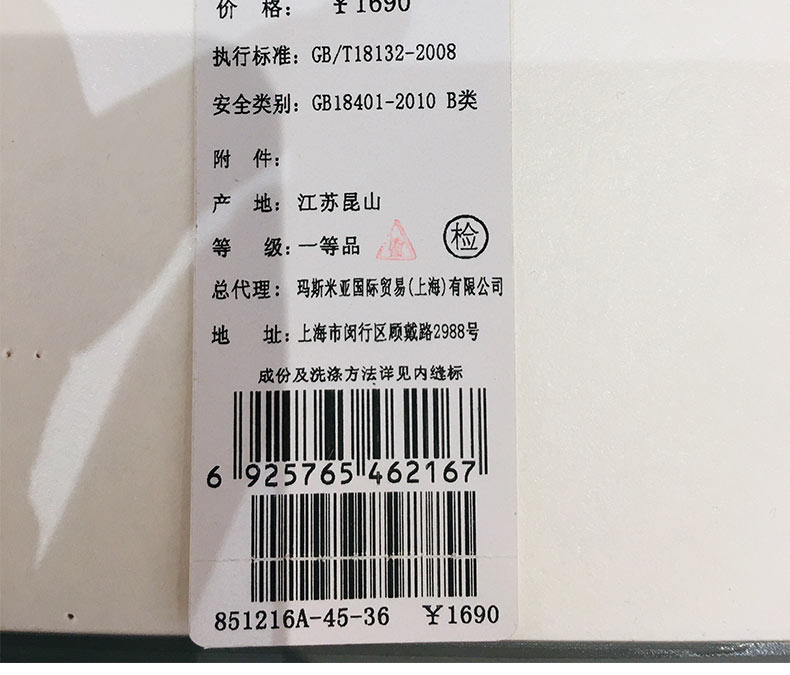 价 格: ¥1690
执行标准: GB/T18132-2008
安全类别: GB18401-2010 B类
附 件:
产 地: 江苏昆山
等 级: 一等品 检
总代理: 玛斯米亚国际贸易(上海)有限公司
地 址: 上海市闵行区顾戴路2988号
成份及洗涤方法详见内缝标
6 925765 462167
851216A-45-36 ¥1690